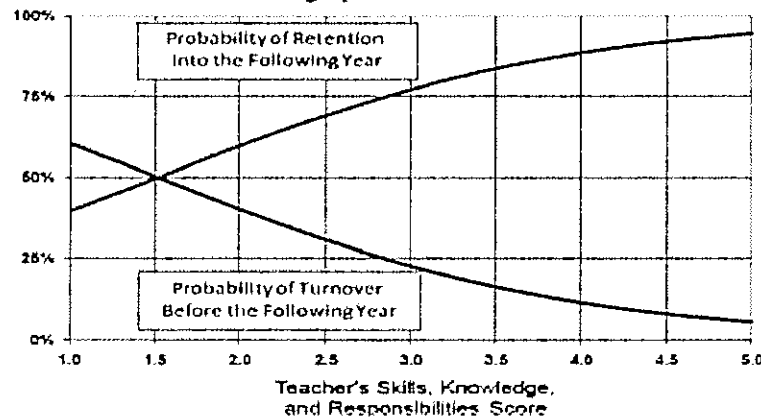 100%
Probability of Retention
Into the Following Year
75%
50%
25%
Probability of Turnover
Before the Following Year
0%
1.0 1.5 2.0 2.5 3.0 3.5 4.0 4.5 5.0
Teacher's Skills, Knowledge,
and Responsibilities Score